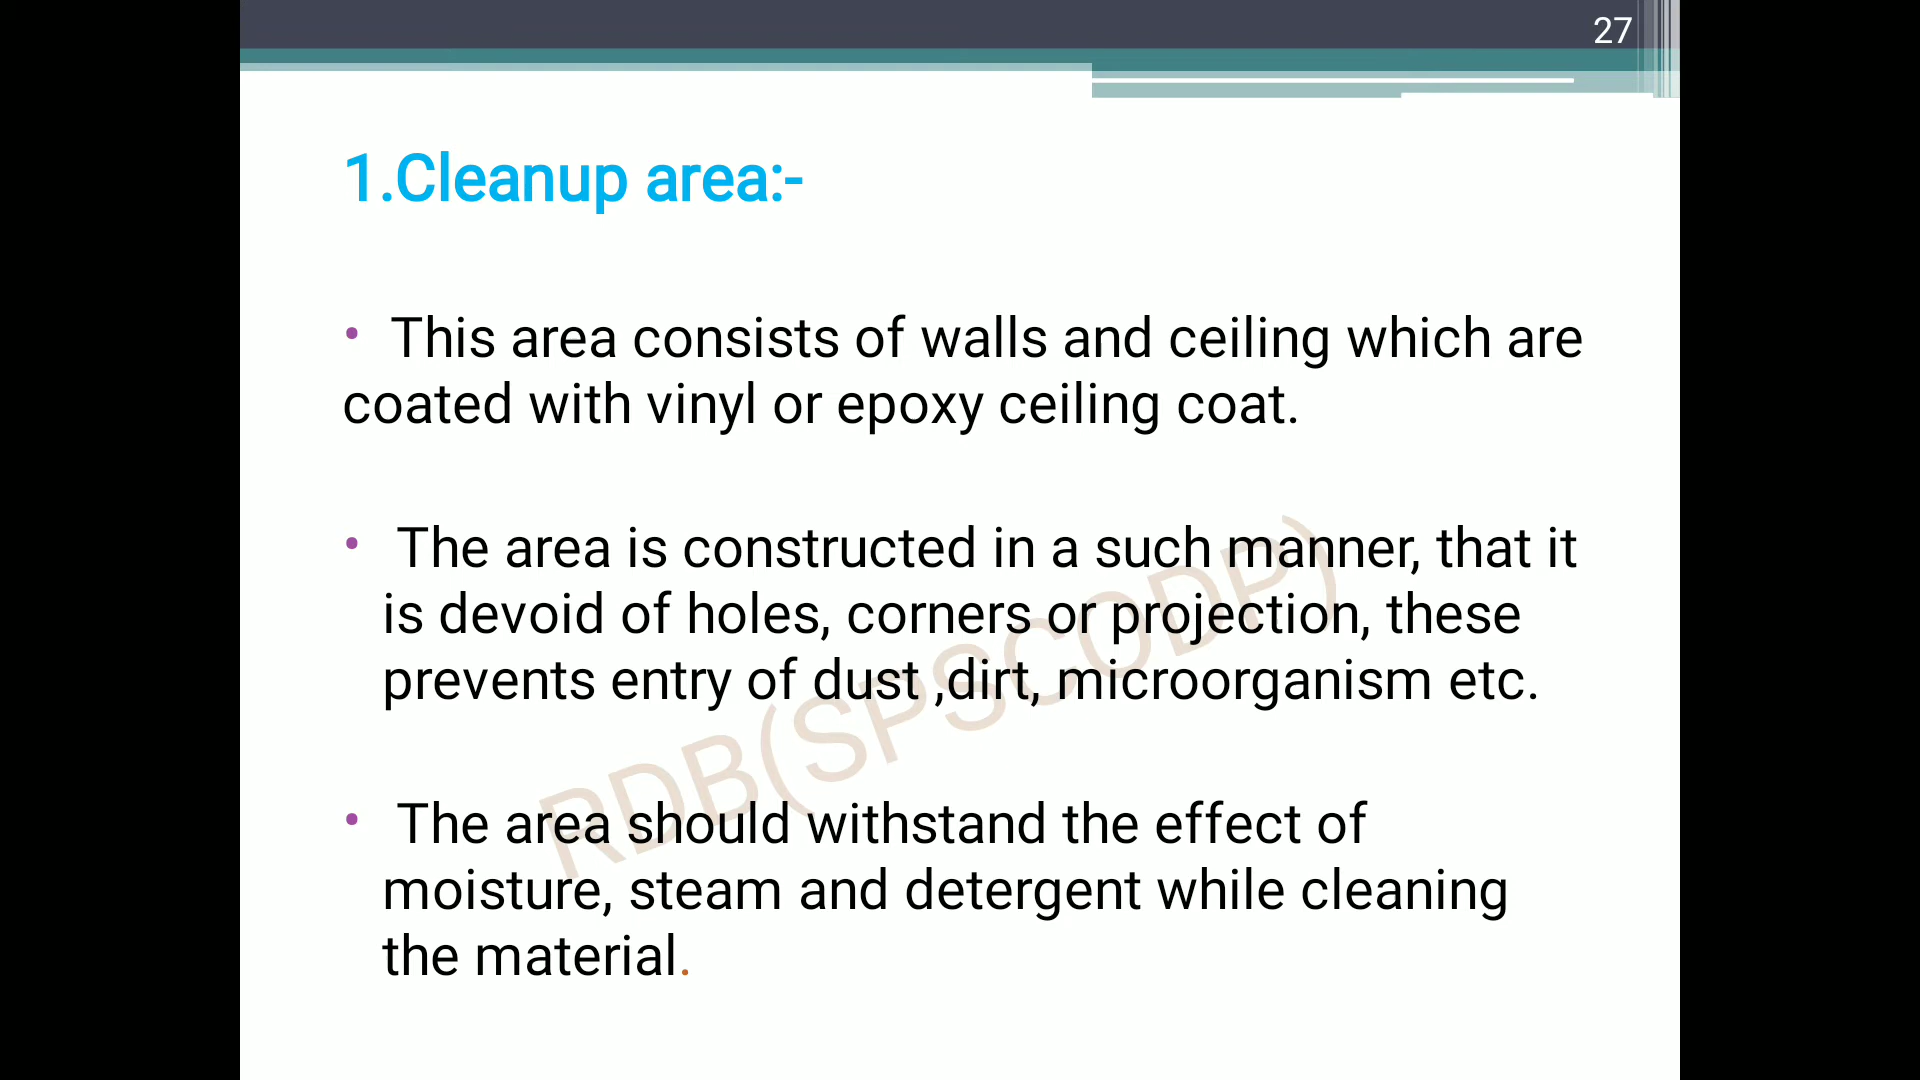 27
1.Cleanup area:-
• This area consists of walls and ceiling which are
coated with vinyl or epoxy ceiling coat.
• The area is constructed in a such manner, that it
is devoid of holes, corners or projection, these
prevents entry of dust ,dirt, microorganism etc.
• The area should withstand the effect of
moisture, steam and detergent while cleaning
the material.
RDB(SPSCODP)